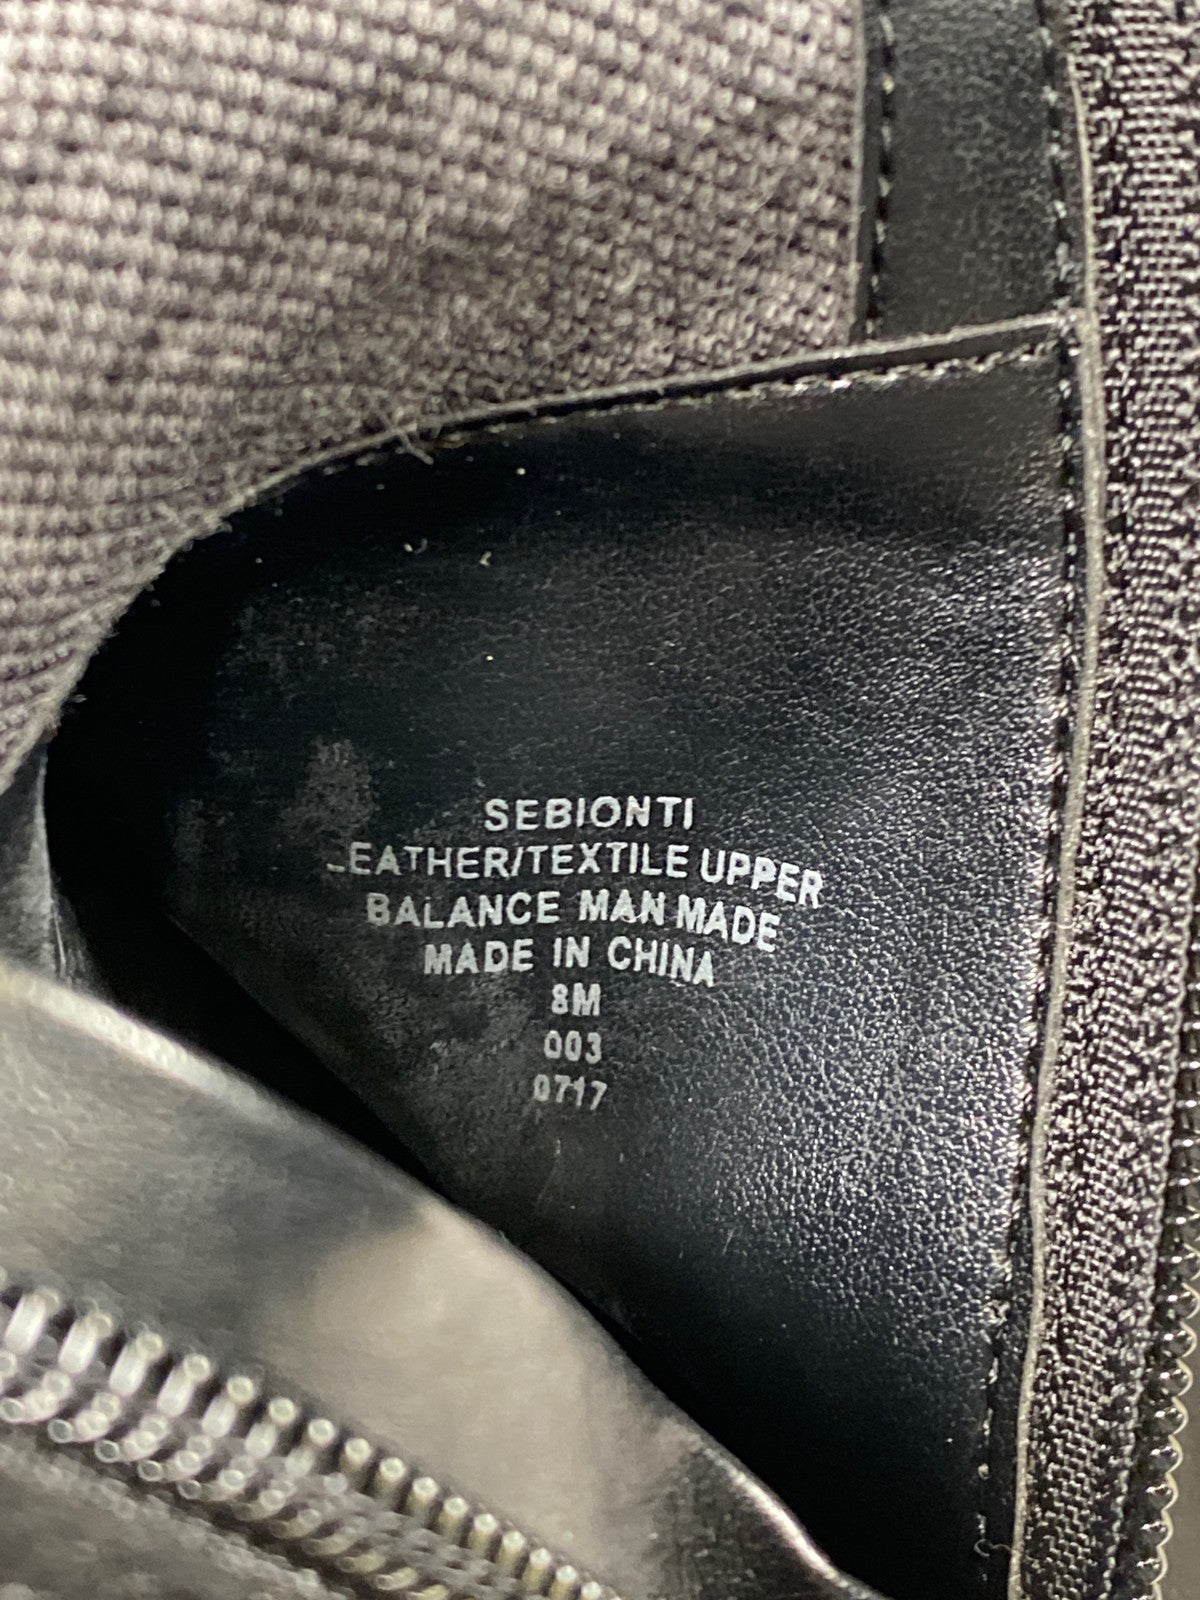 SEBIONTI
LEATHER/TEXTILE UPPER
BALANCE MAN MADE
MADE IN CHINA
8M
003
0717